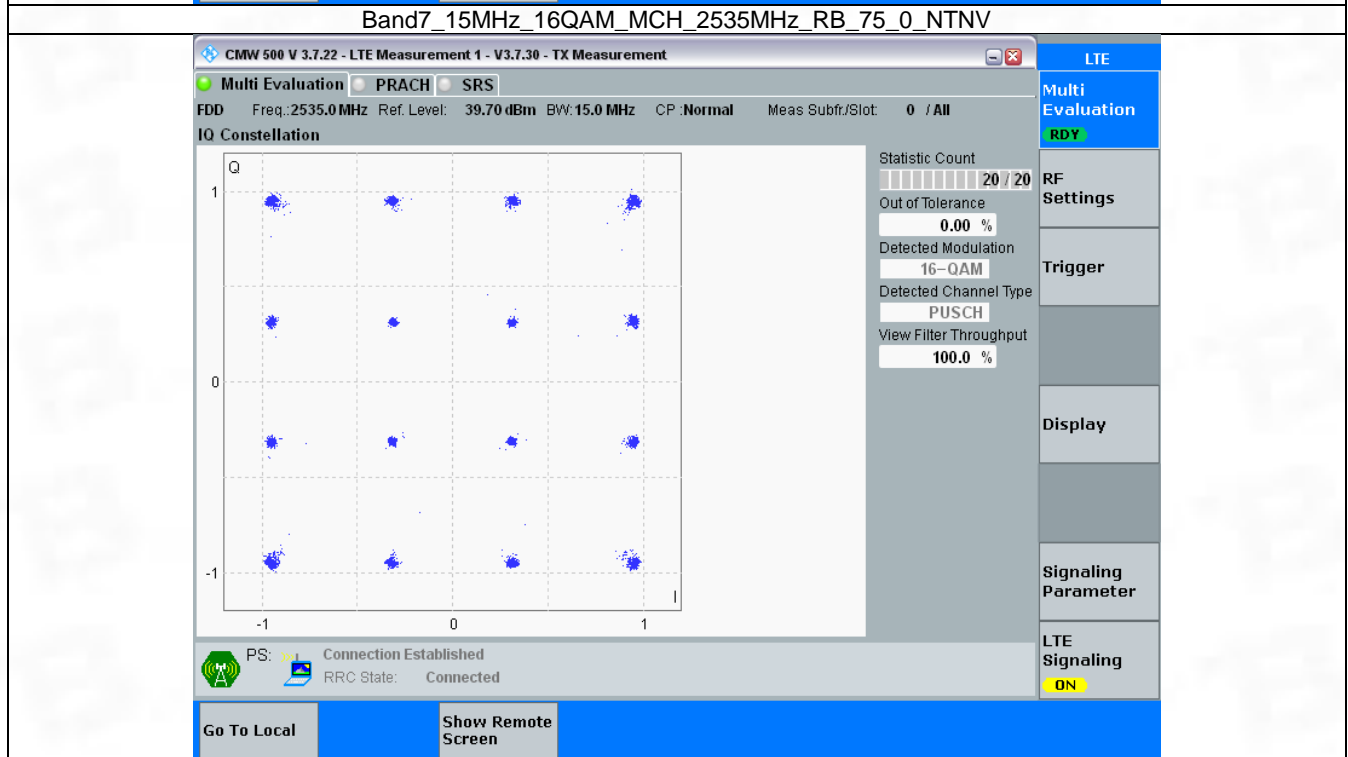 Band7_15MHz_16QAM_MCH_2535MHz_RB_75_0_NTNV
CMW 500 V 3.7.22 - LTE Measurement 1 - V3.7.30 - TX Measurement
LTE
Multi Evaluation PRACH SRS
Multi
Evaluation
RDY
FDD Freq.:2535.0 MHz Ref. Level: 39.70 dBm BW:15.0 MHz CP :Normal Meas Subfr./Slot: 0 / All
IQ Constellation
Q
1
0
-1
I
-1 0 1
Statistic Count
20 / 20
Out of Tolerance
0.00 %
Detected Modulation
16-QAM
Detected Channel Type
PUSCH
View Filter Throughput
100.0 %
RF
Settings
Trigger
Display
Signaling
Parameter
LTE
Signaling
ON
PS: Connection Established
RRC State: Connected
Go To Local
Show Remote
Screen